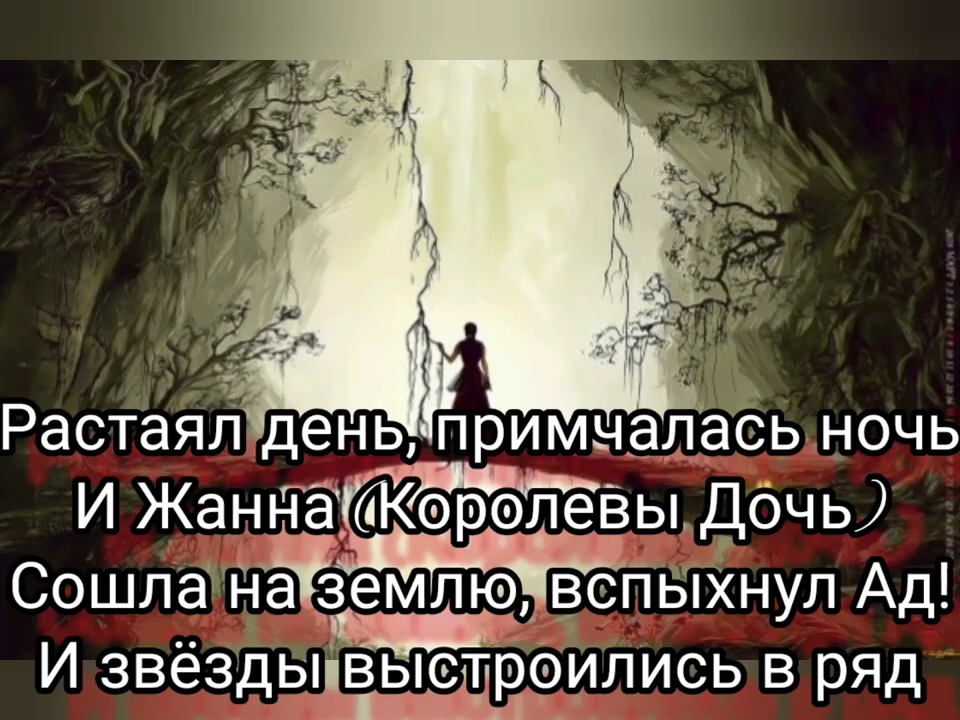 Растаял день, примчалась ночь
И Жанна (Королевы Дочь)
Сошла на землю, вспыхнул Ад!
И звёзды выстроились в ряд